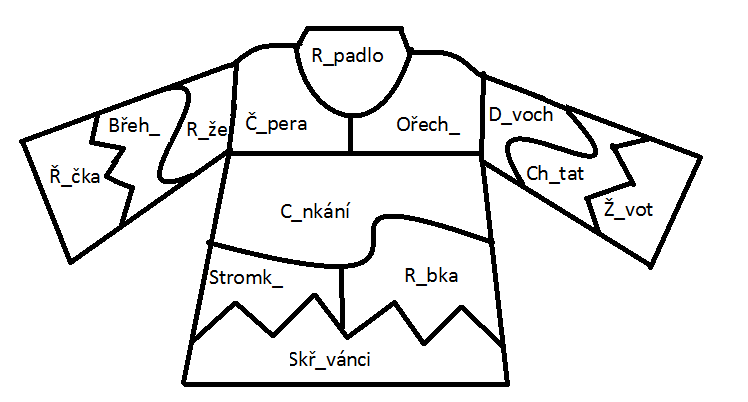 R_padlo
Břeh_
R_že
Č_pera
Ořech_
D_voch
Ř_čka
Ch_tat
Ž_vot
C_nkání
Stromk_
R_bka
Skř_vánci